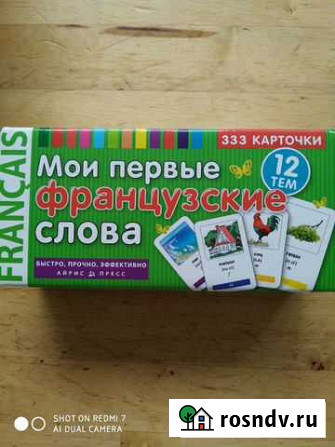 FRANÇAIS
333 КАРТОЧКИ
12
ТЕМ
Мои первые
французские
слова
БЫСТРО, ПРОЧНО, ЭФФЕКТИВНО
АЙРИС ПРЕСС
SHOT ON REDMI 7
AI DUAL CAMERA
rosndv.ru